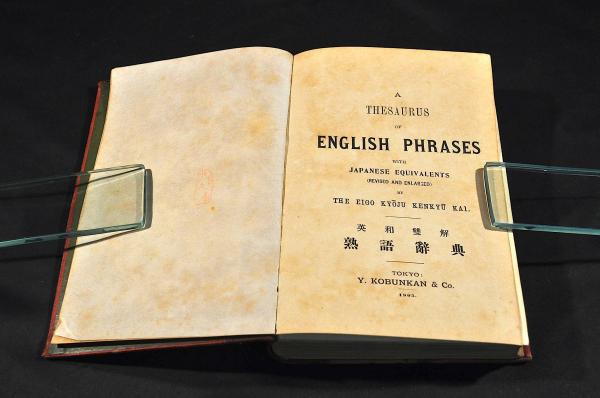 A
THESAURUS
OF
ENGLISH PHRASES
WITH
JAPANESE EQUIVALENTS
(REVISED AND ENLARGED)
BY
THE EIGO KYŌJU KENKYŪ KAI.
英和雙解
熟語辭典
TOKYO:
Y. KOBUNKAN & Co.
1905.